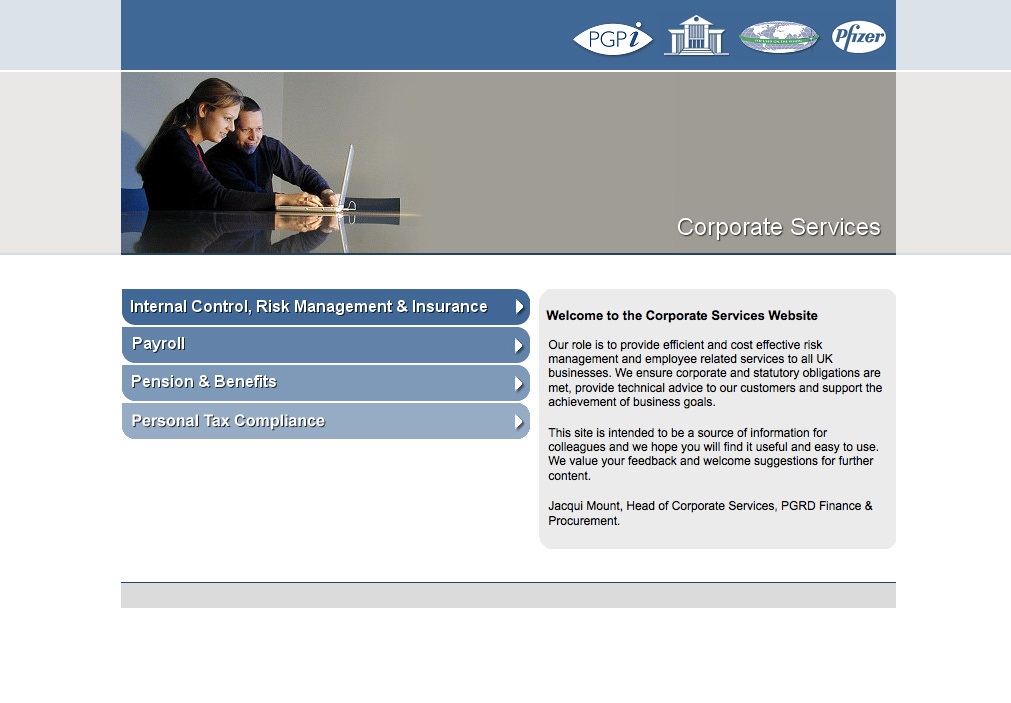 PGPi
Pfizer
Corporate Services
Internal Control, Risk Management & Insurance
Payroll
Pension & Benefits
Personal Tax Compliance
Welcome to the Corporate Services Website
Our role is to provide efficient and cost effective risk
management and employee related services to all UK
businesses. We ensure corporate and statutory obligations are
met, provide technical advice to our customers and support the
achievement of business goals.
This site is intended to be a source of information for
colleagues and we hope you will find it useful and easy to use.
We value your feedback and welcome suggestions for further
content.
Jacqui Mount, Head of Corporate Services, PGRD Finance &
Procurement.